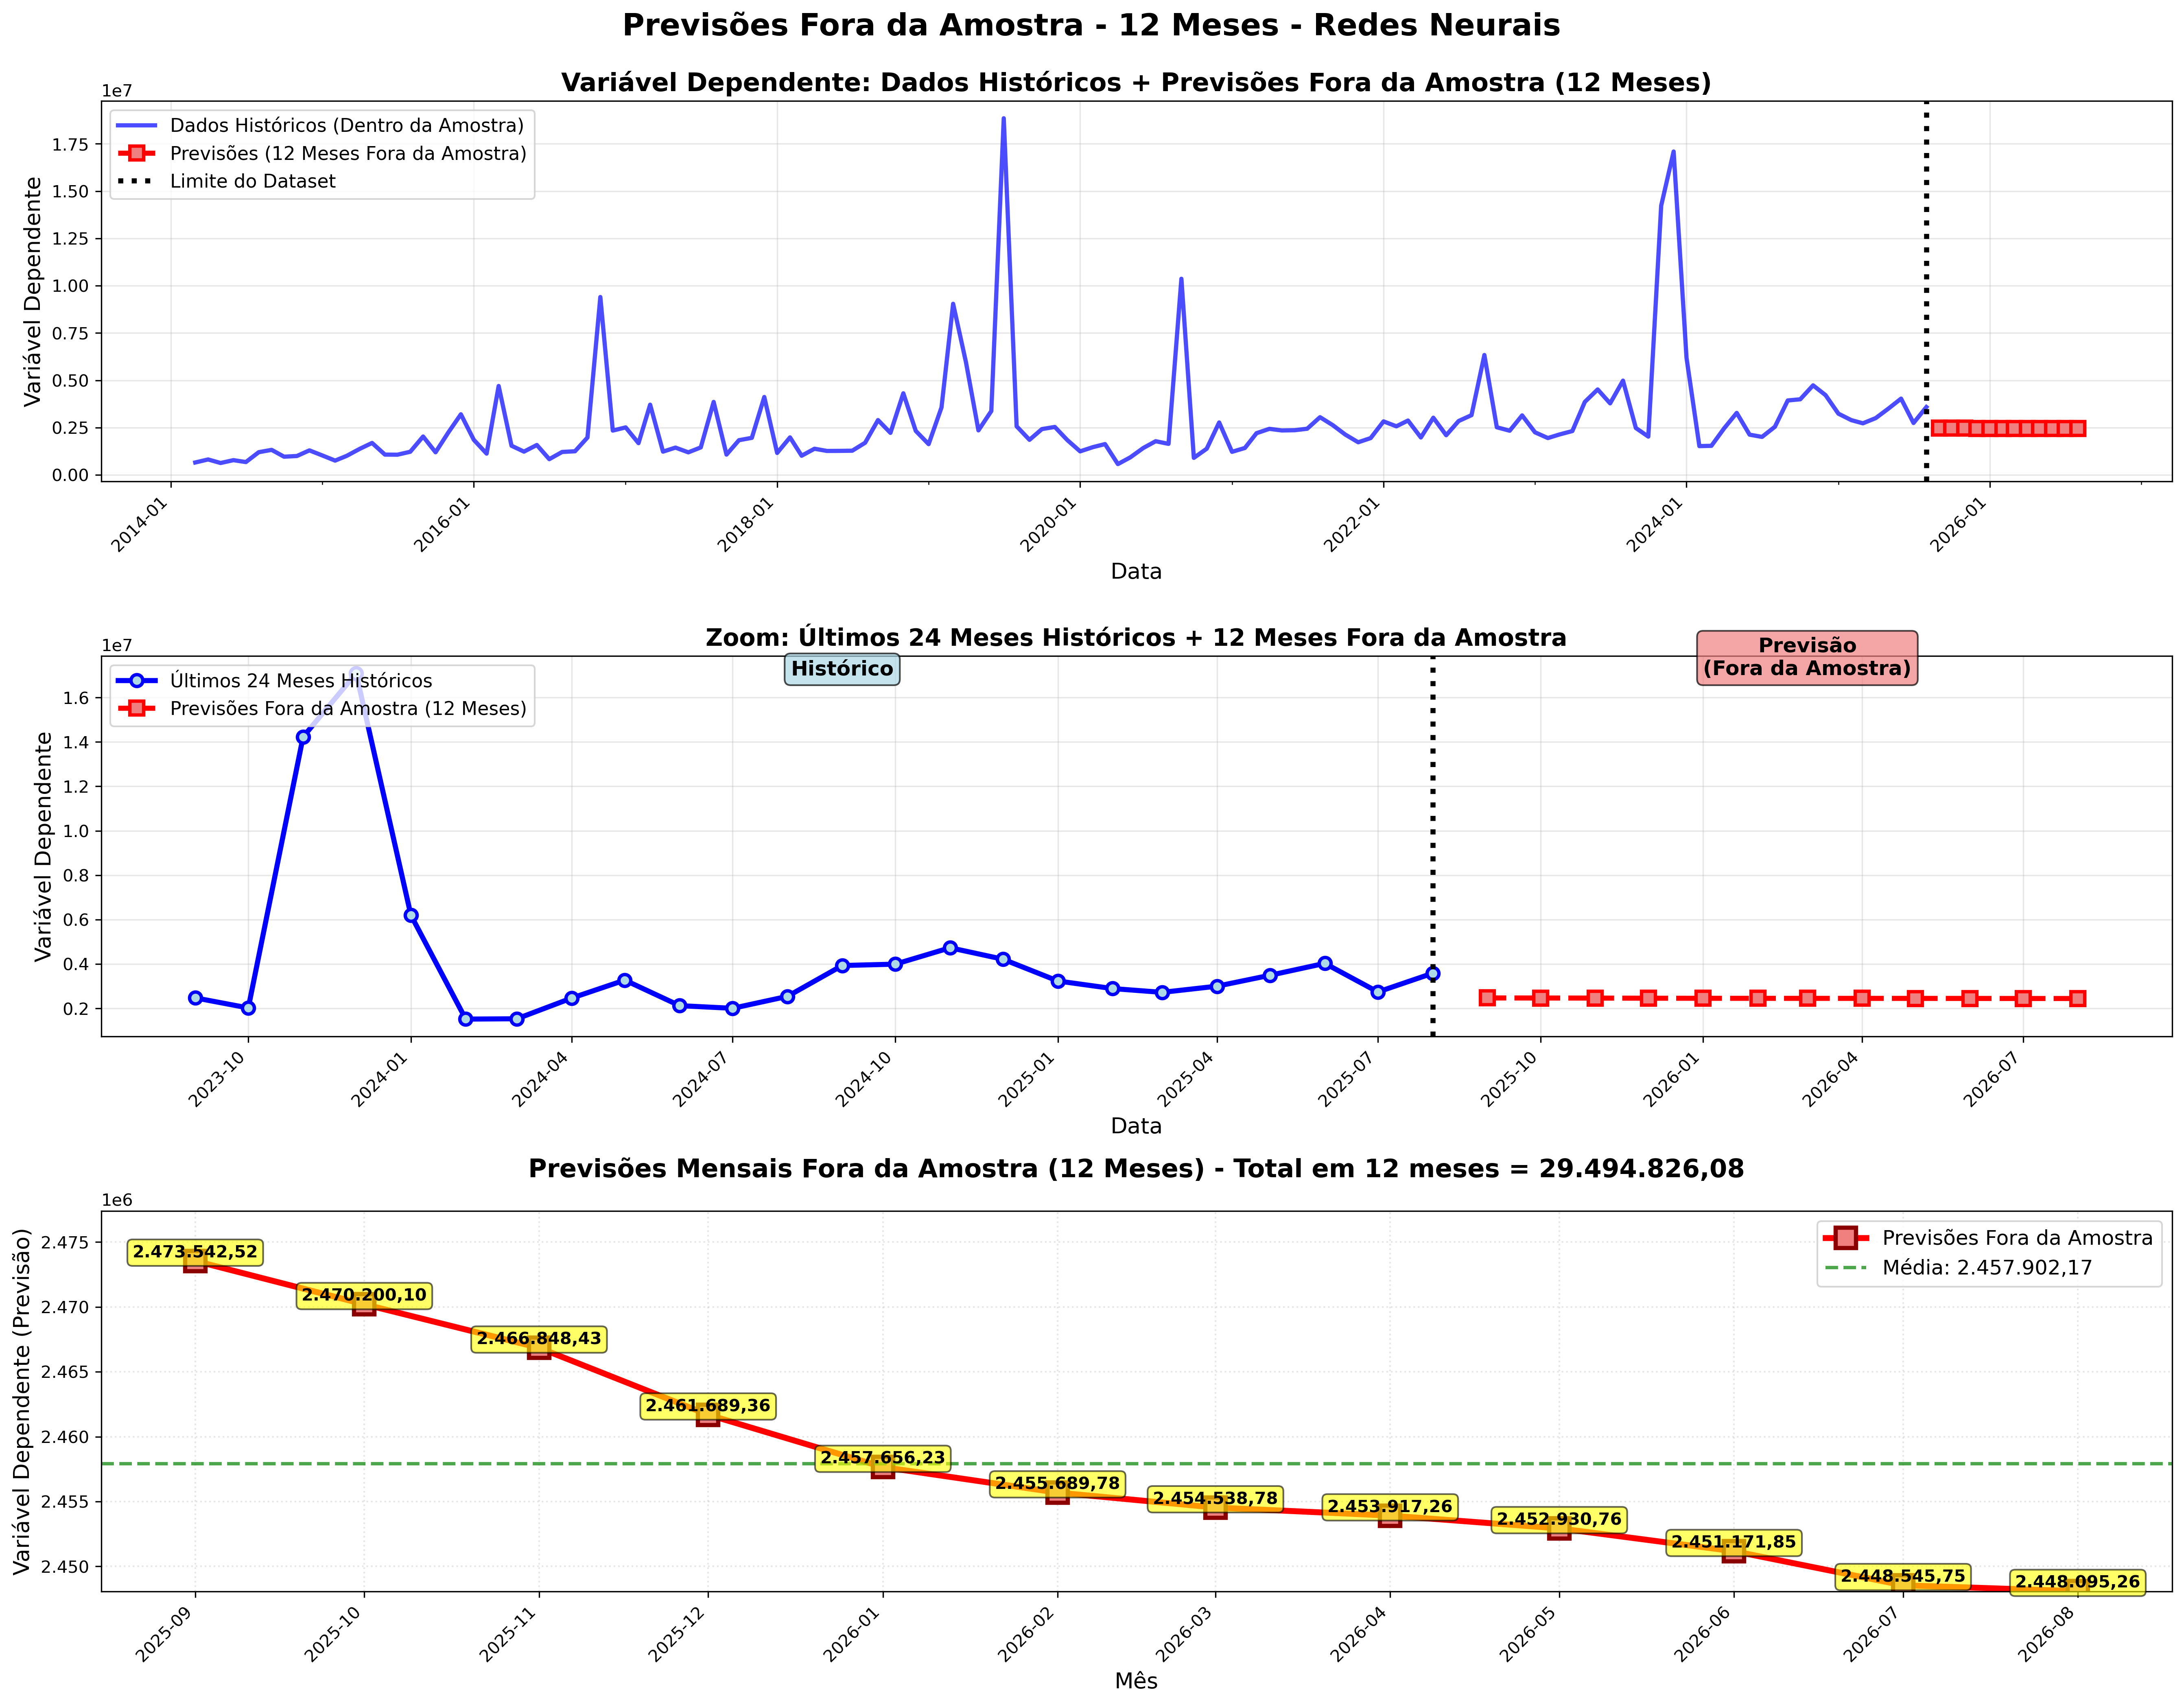 Previsões Fora da Amostra - 12 Meses - Redes Neurais
Variável Dependente: Dados Históricos + Previsões Fora da Amostra (12 Meses)
1e7
Dados Históricos (Dentro da Amostra)
Previsões (12 Meses Fora da Amostra)
Limite do Dataset
Variável Dependente
1.75
1.50
1.25
1.00
0.75
0.50
0.25
0.00
2014-01
2016-01
2018-01
2020-01
2022-01
2024-01
2026-01
Data
Zoom: Últimos 24 Meses Históricos + 12 Meses Fora da Amostra
1e7
Últimos 24 Meses Históricos
Previsões Fora da Amostra (12 Meses)
Histórico
Previsão
(Fora da Amostra)
Variável Dependente
1.6
1.4
1.2
1.0
0.8
0.6
0.4
0.2
2023-10
2024-01
2024-04
2024-07
2024-10
2025-01
2025-04
2025-07
2025-10
2026-01
2026-04
2026-07
Data
Previsões Mensais Fora da Amostra (12 Meses) - Total em 12 meses = 29.494.826,08
1e6
Previsões Fora da Amostra
Média: 2.457.902,17
Variável Dependente (Previsão)
2.475
2.470
2.465
2.460
2.455
2.450
2.473.542,52
2.470.200,10
2.466.848,43
2.461.689,36
2.457.656,23
2.455.689,78
2.454.538,78
2.453.917,26
2.452.930,76
2.451.171,85
2.448.545,75
2.448.095,26
2025-09
2025-10
2025-11
2025-12
2026-01
2026-02
2026-03
2026-04
2026-05
2026-06
2026-07
2026-08
Mês